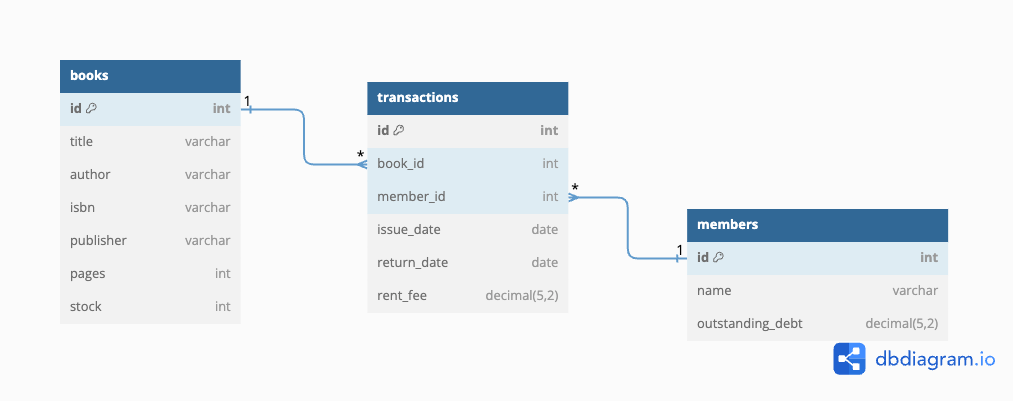 books
id int
title varchar
author varchar
isbn varchar
publisher varchar
pages int
stock int
1
*
transactions
id int
book_id int
member_id int
issue_date date
return_date date
rent_fee decimal(5,2)
*
1
members
id int
name varchar
outstanding_debt decimal(5,2)
dbdiagram.io